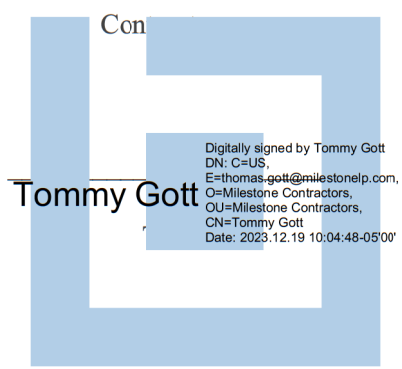 Con
Digitally signed by Tommy Gott
DN: C=US,
E=thomas.gott@milestonelp.com,
O=Milestone Contractors,
OU=Milestone Contractors,
CN=Tommy Gott
Date: 2023.12.19 10:04:48-05'00'
Tommy Gott